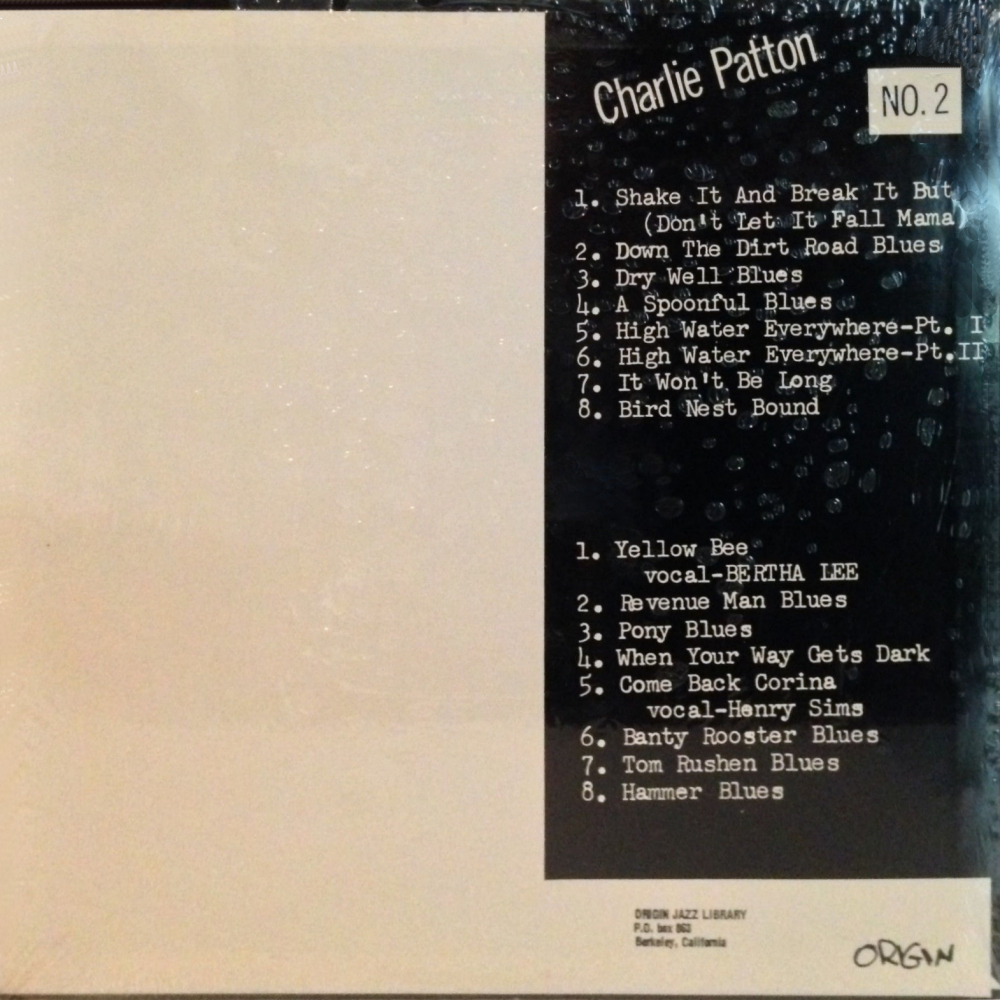 Charlie Patton
NO. 2
1. Shake It And Break It But
(Don't Let It Fall Mama)
2. Down The Dirt Road Blues
3. Dry Well Blues
4. A Spoonful Blues
5. High Water Everywhere-Pt. I
6. High Water Everywhere-Pt.II
7. It Won't Be Long
8. Bird Nest Bound
1. Yellow Bee
vocal-BERTHA LEE
2. Revenue Man Blues
3. Pony Blues
4. When Your Way Gets Dark
5. Come Back Corina
vocal-Henry Sims
6. Banty Rooster Blues
7. Tom Rushen Blues
8. Hammer Blues
ORIGIN JAZZ LIBRARY
P.O. box 863
Berkeley, California
ORIGIN